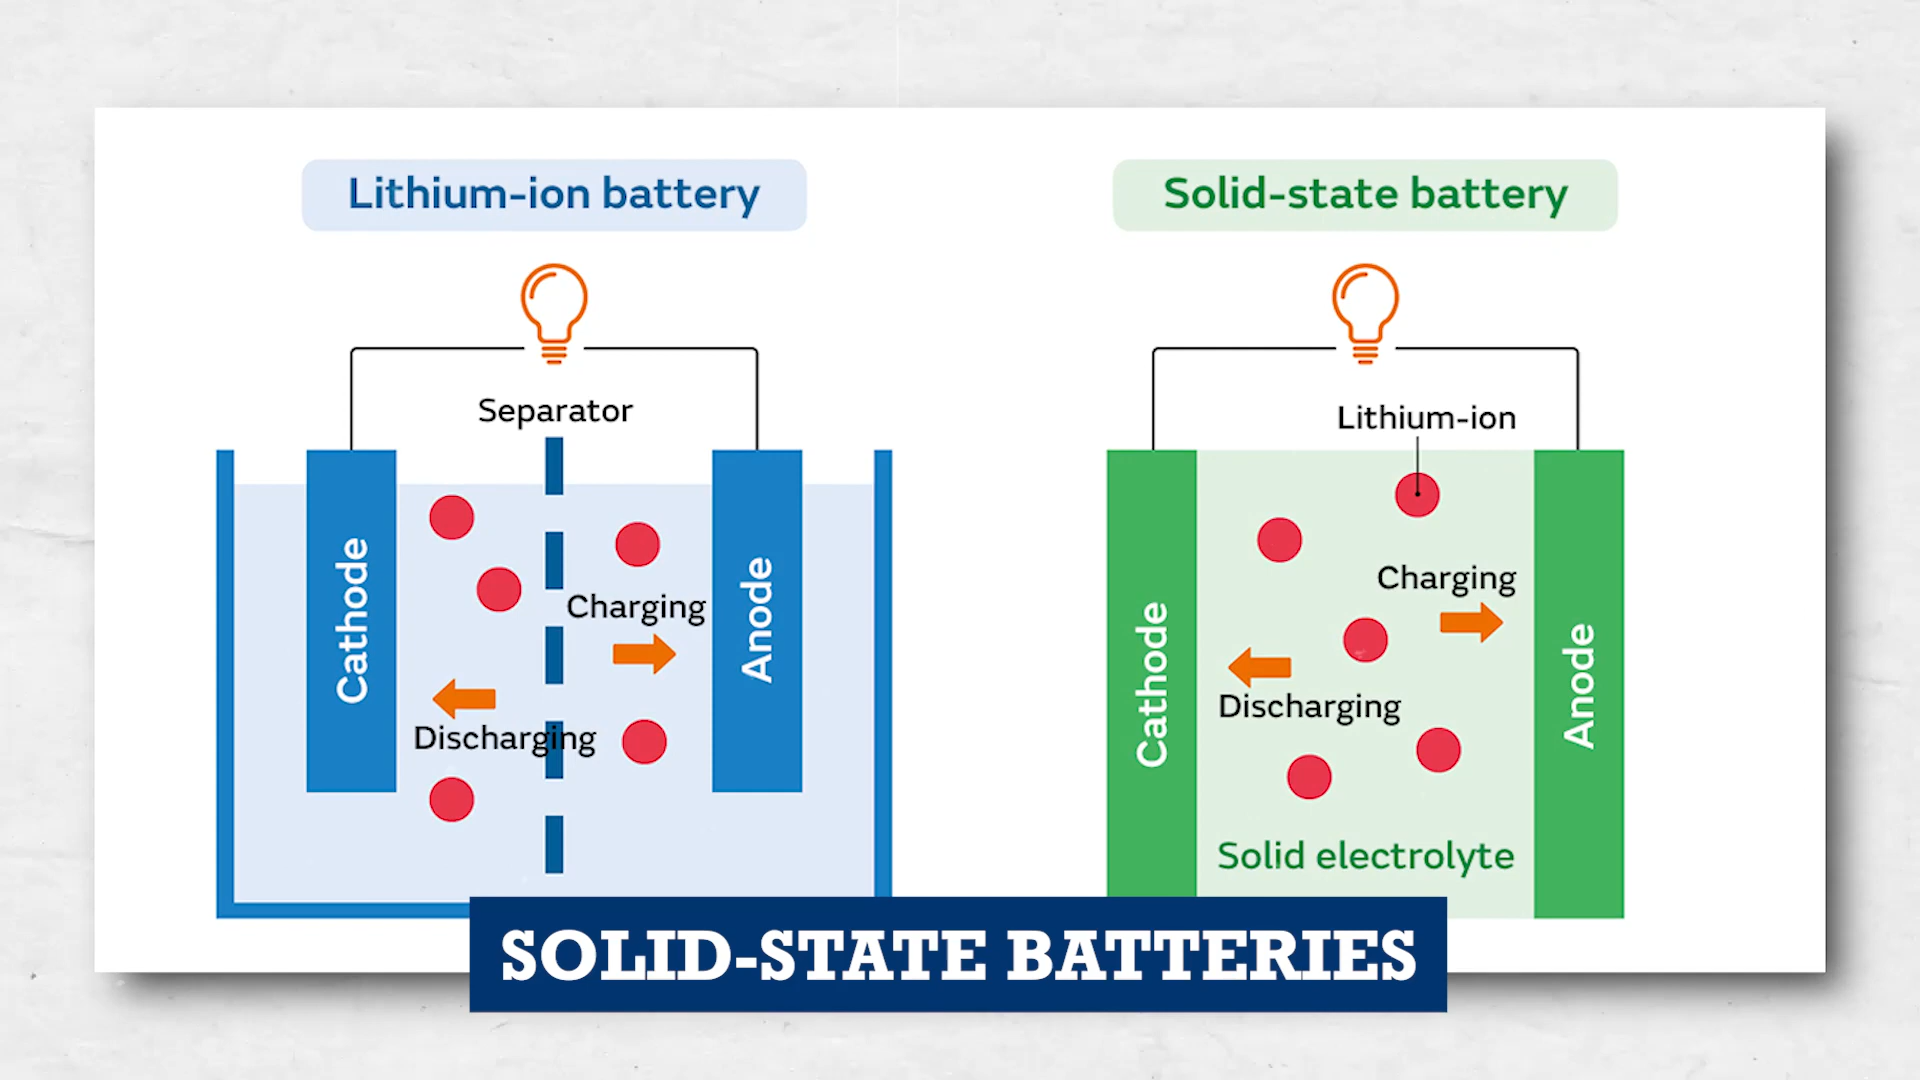 Lithium-ion battery
Separator
Cathode
Charging
Discharging
Anode
Solid-state battery
Lithium-ion
Cathode
Charging
Discharging
Anode
Solid electrolyte
SOLID-STATE BATTERIES